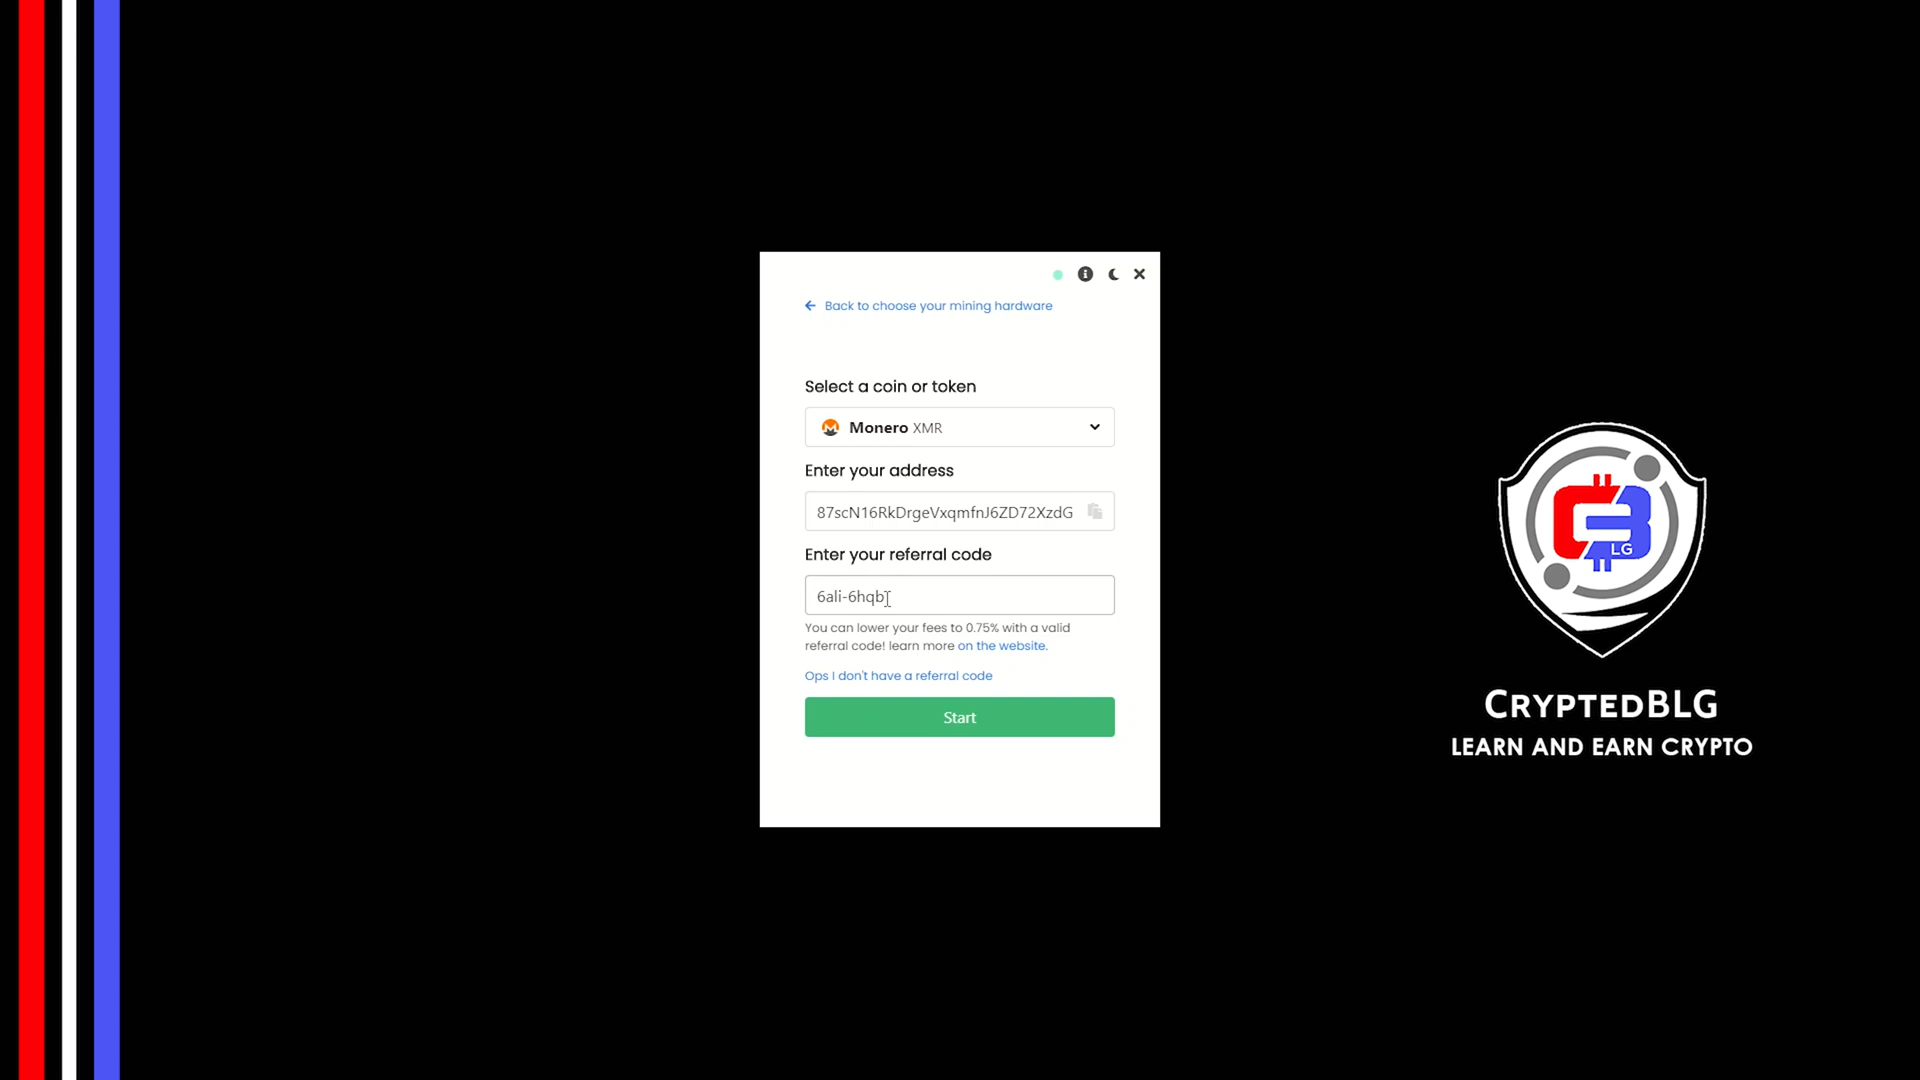 Back to choose your mining hardware
Select a coin or token
Monero XMR
Enter your address
87scN16RkDrgeVxqmfnJ6ZD72XzdG
Enter your referral code
6ali-6hqb
You can lower your fees to 0.75% with a valid
referral code! learn more on the website.
Ops I don't have a referral code
Start
CB
LG
CRYPTEDBLG
LEARN AND EARN CRYPTO